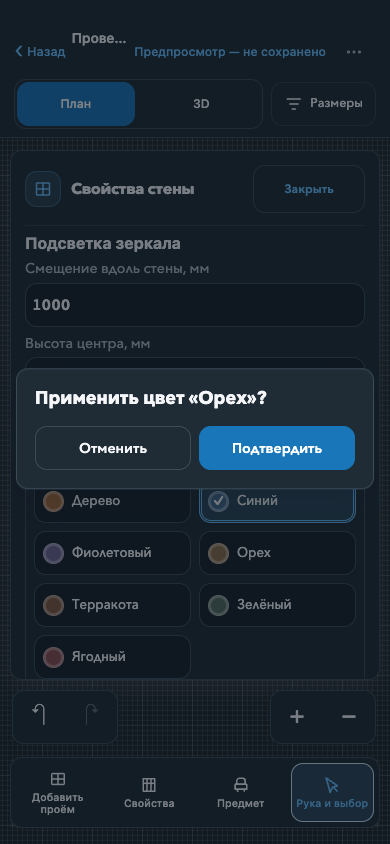 Прове...
Назад
Предпросмотр — не сохранено
План
3D
Размеры
Свойства стены
Закрыть
Подсветка зеркала
Смещение вдоль стены, мм
1000
Высота центра, мм
Применить цвет «Орех»?
Отменить
Подтвердить
Дерево
Синий
Фиолетовый
Орех
Терракота
Зелёный
Ягодный
Добавить
проём
Свойства
Предмет
Рука и выбор